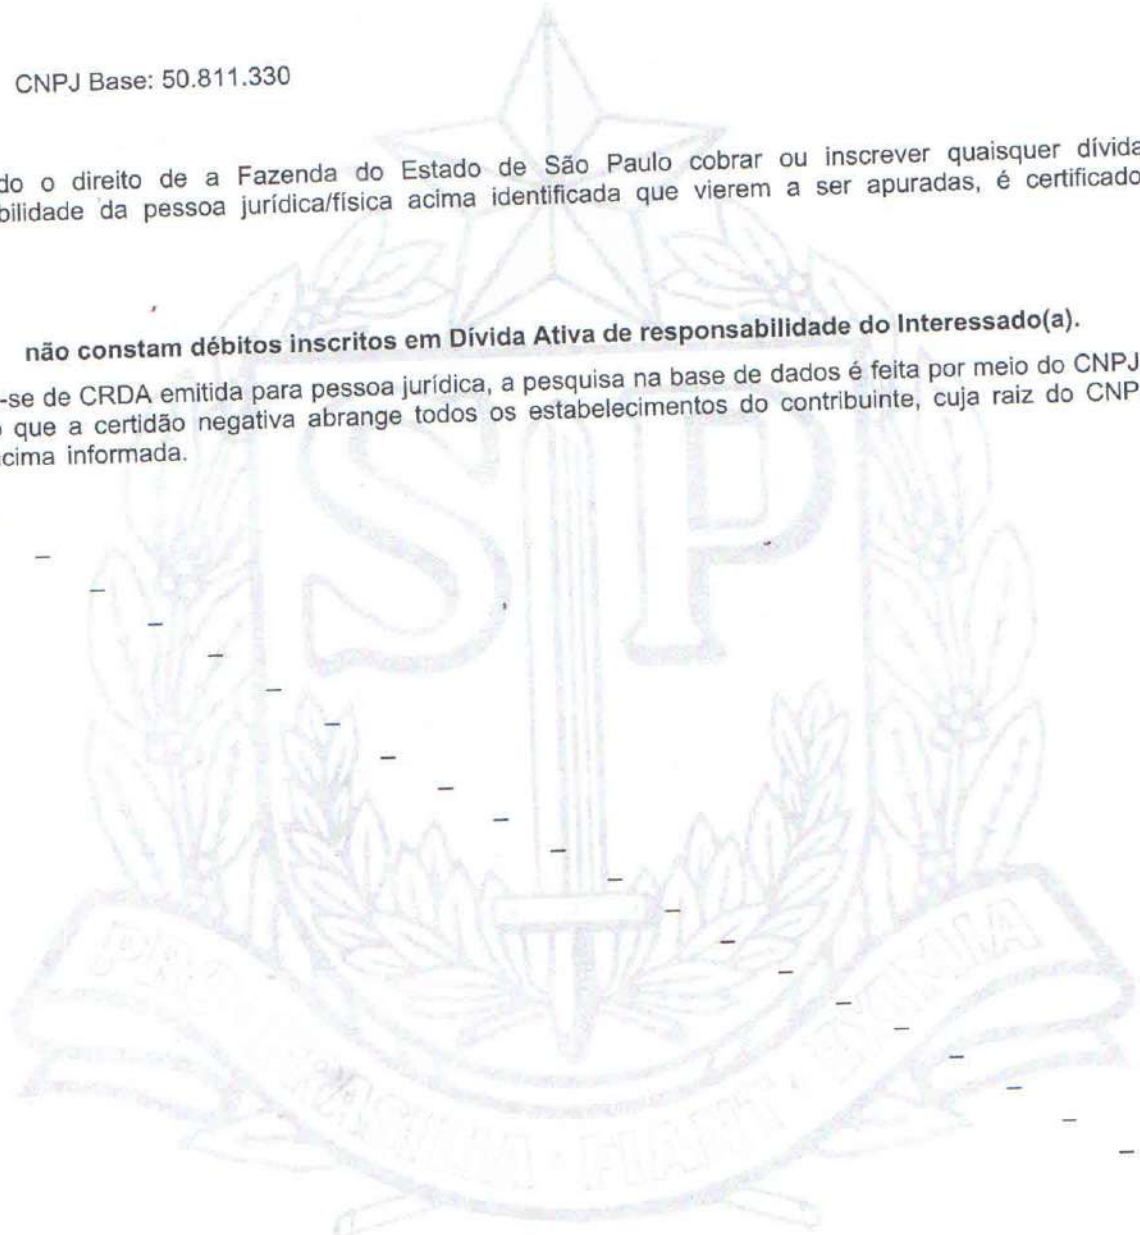 CNPJ Base: 50.811.330
do o direito de a Fazenda do Estado de São Paulo cobrar ou inscrever quaisquer dívida
bilidade da pessoa jurídica/física acima identificada que vierem a ser apuradas, é certificado
não constam débitos inscritos em Dívida Ativa de responsabilidade do Interessado(a).
-se de CRDA emitida para pessoa jurídica, a pesquisa na base de dados é feita por meio do CNPJ
que a certidão negativa abrange todos os estabelecimentos do contribuinte, cuja raiz do CNP
cima informada.
SP